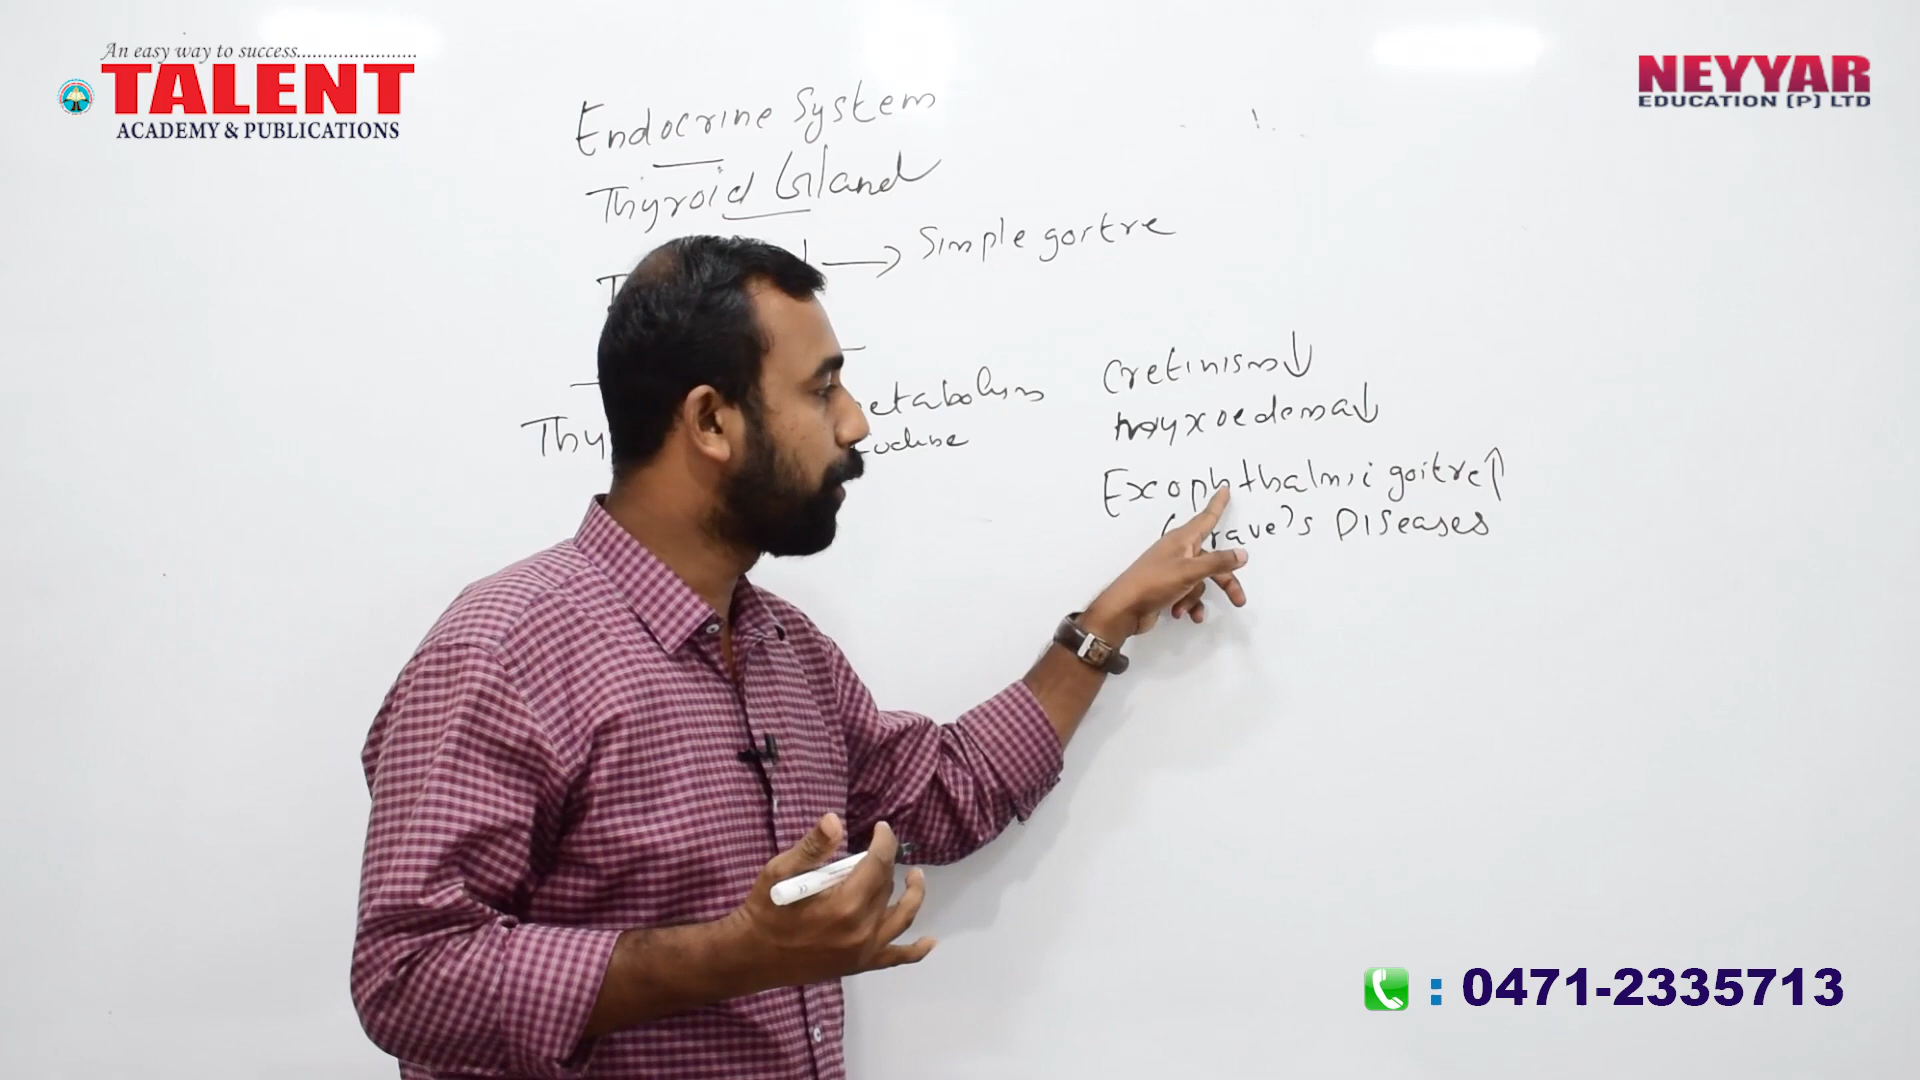 An easy way to success........................
TALENT
ACADEMY & PUBLICATIONS
NEYYAR
EDUCATION (P) LTD
Endocrine System
Thyroid Gland
→ Simple goitre
Cretinism ↓
myxoedema ↓
Exophthalmic goitre ↑
Grave's Diseases
: 0471-2335713